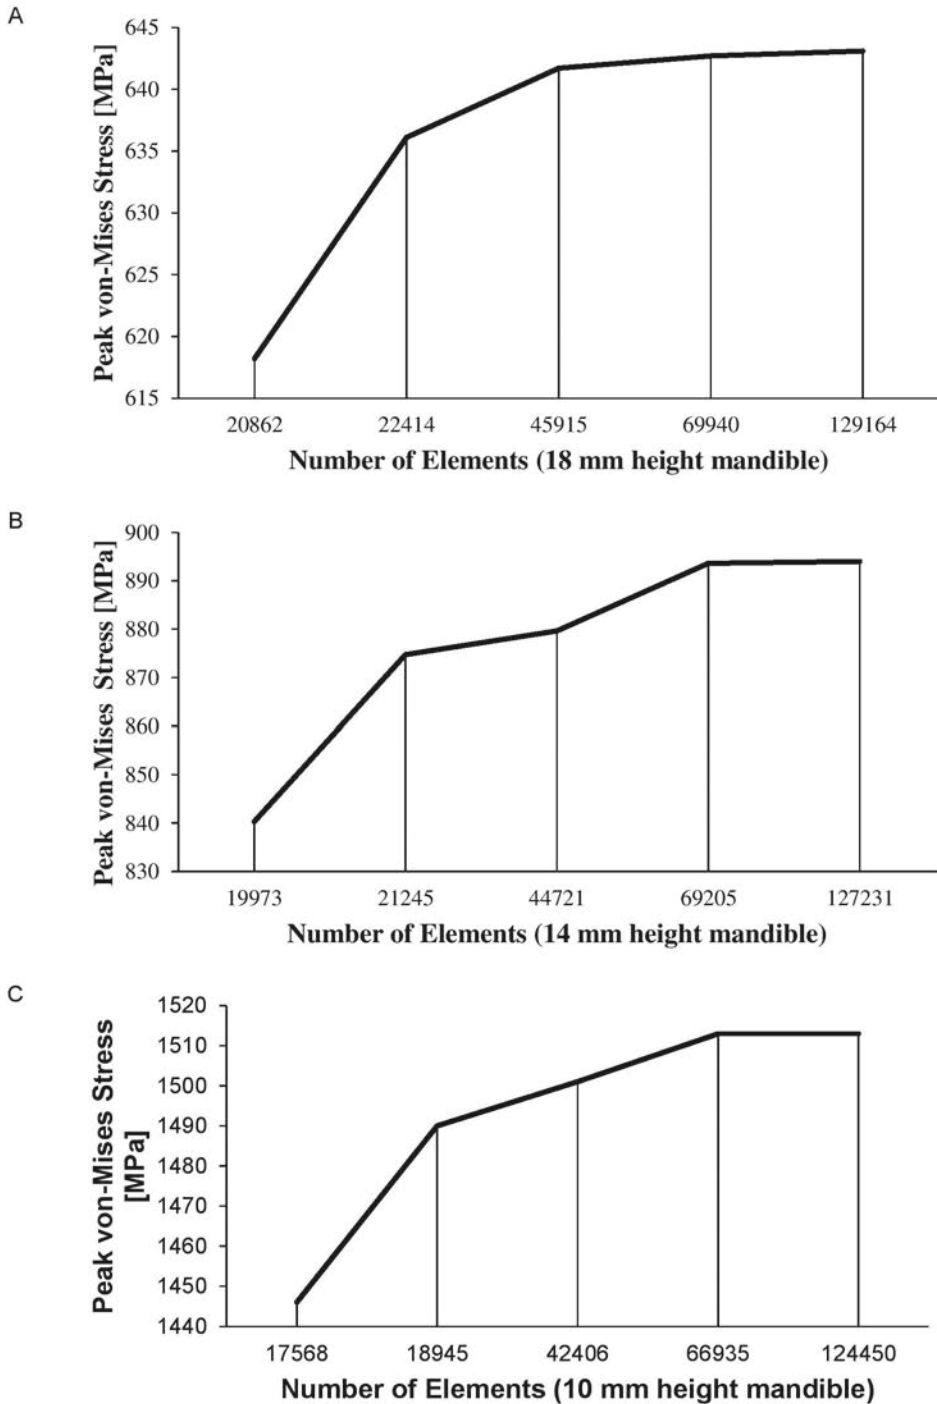 A
Peak von-Mises Stress [MPa]
645
640
635
630
625
620
615
20862 22414 45915 69940 129164
Number of Elements (18 mm height mandible)
B
Peak von-Mises Stress [MPa]
900
890
880
870
860
850
840
830
19973 21245 44721 69205 127231
Number of Elements (14 mm height mandible)
C
Peak von-Mises Stress
[MPa]
1520
1510
1500
1490
1480
1470
1460
1450
1440
17568 18945 42406 66935 124450
Number of Elements (10 mm height mandible)